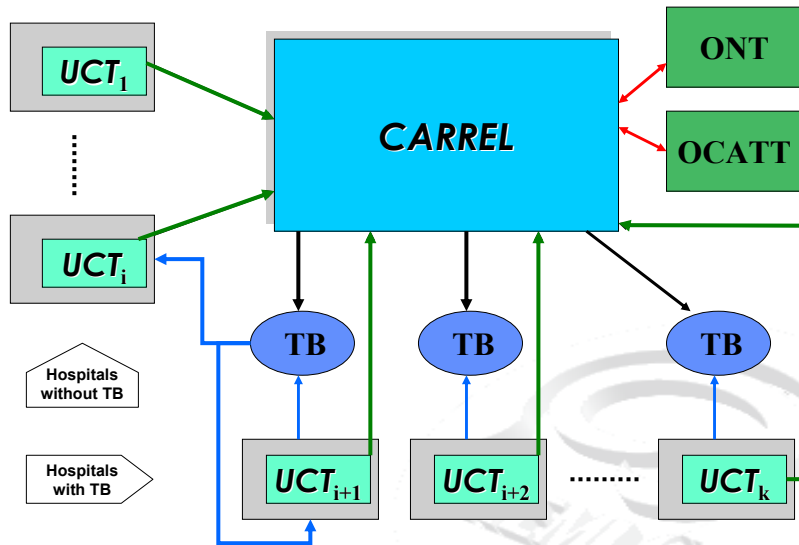 UCT1
CARREL
ONT
OCATT
UCTi
TB
TB
TB
Hospitals
without TB
Hospitals
with TB
UCTi+1
UCTi+2
UCTk